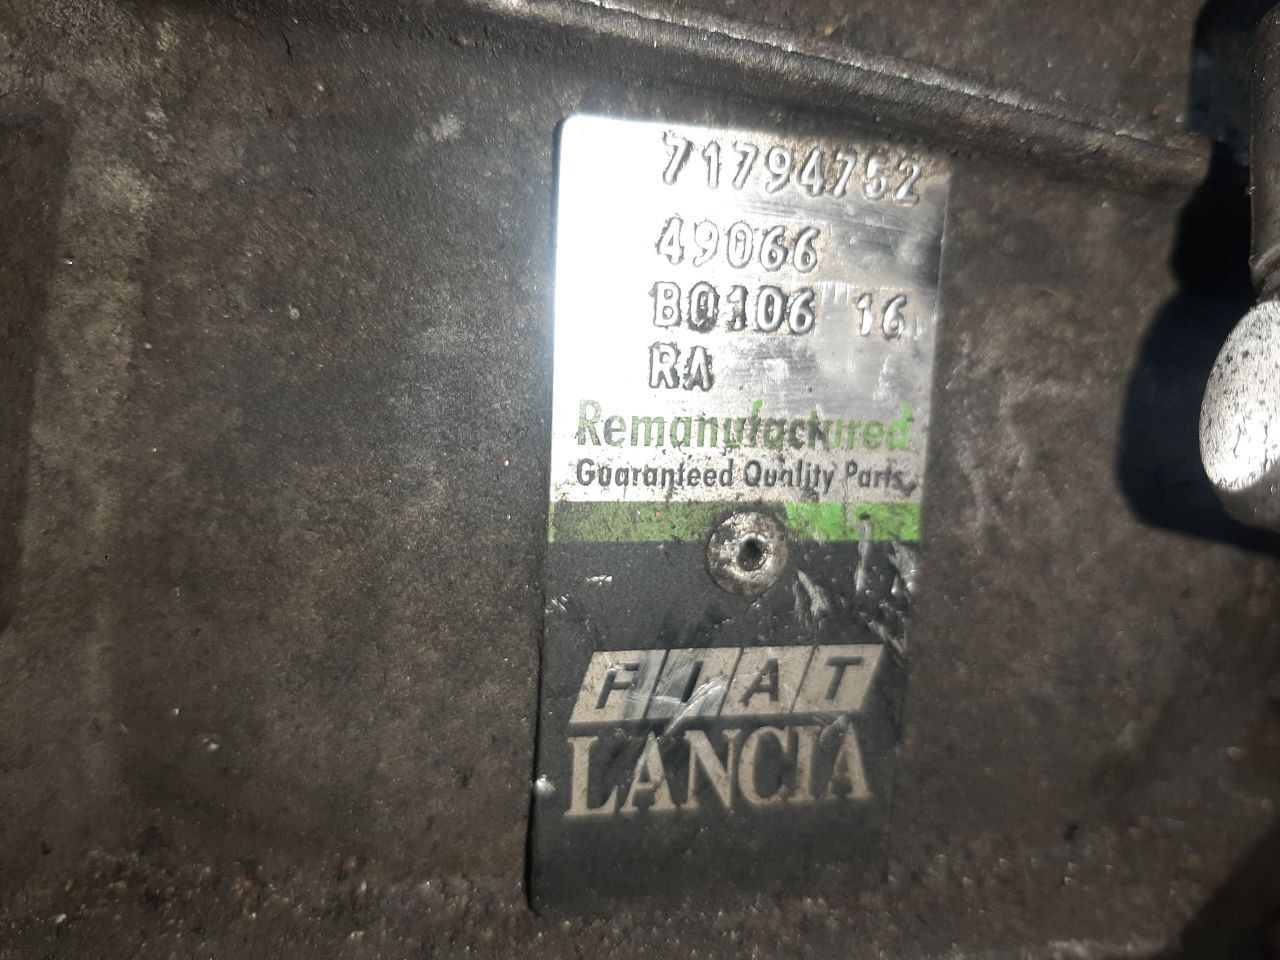 71794752
49066
B0106 16
RA
Remanufactured
Guaranteed Quality Parts
FIAT
LANCIA